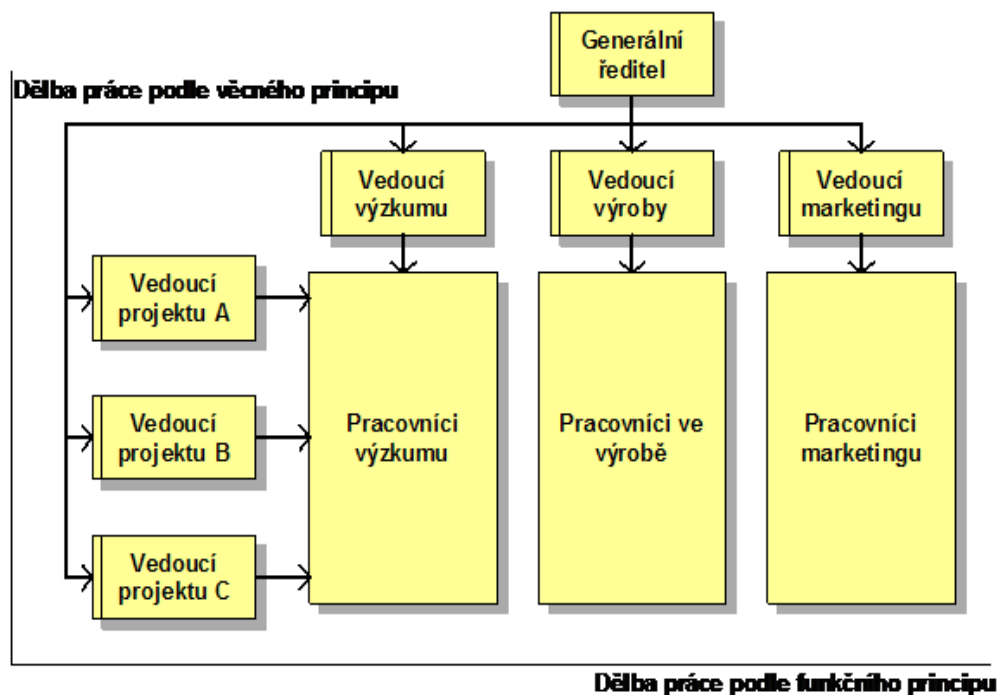 Generální
ředitel
Dělba práce podle věcného principu
Vedoucí
výzkumu
Vedoucí
výroby
Vedoucí
marketingu
Vedoucí
projektu A
Vedoucí
projektu B
Vedoucí
projektu C
Pracovníci
výzkumu
Pracovníci ve
výrobě
Pracovníci
marketingu
Dělba práce podle funkčního principu